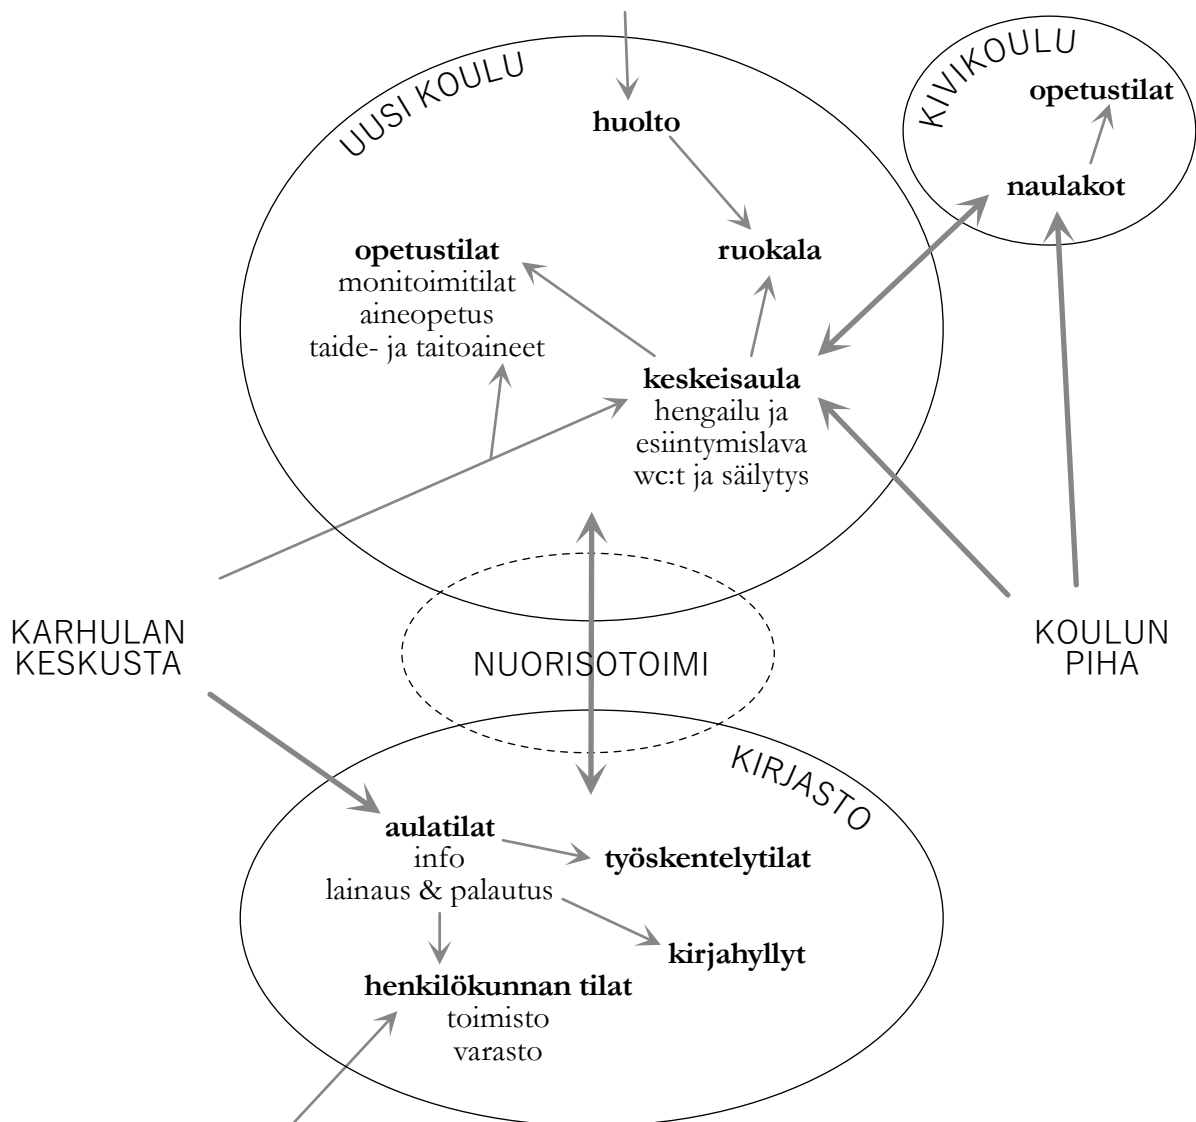 UUSI KOULU
huolto
opetustilat
monitoimitilat
aineopetus
taide- ja taitoaineet
ruokala
keskeisaula
hengailu ja
esiintymislava
wc:t ja säilytys
KIVIKOULU
opetustilat
naulakot
KARHULAN
KESKUSTA
NUORISOTOIMI
KOULUN
PIHA
KIRJASTO
aulatilat
info
lainaus & palautus
työskentelytilat
kirjahyllyt
henkilökunnan tilat
toimisto
varasto